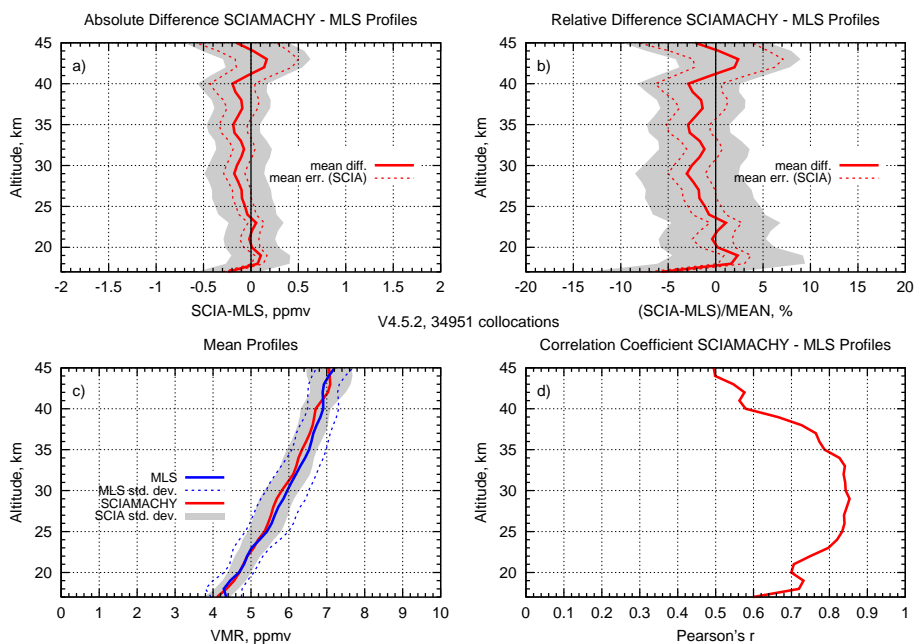 Absolute Difference SCIAMACHY - MLS Profiles
a)
45
40
35
30
25
20
Altitude, km
mean diff.
mean err. (SCIA)
-2 -1.5 -1 -0.5 0 0.5 1 1.5 2
SCIA-MLS, ppmv
Relative Difference SCIAMACHY - MLS Profiles
b)
45
40
35
30
25
20
Altitude, km
mean diff.
mean err. (SCIA)
-20 -15 -10 -5 0 5 10 15 20
(SCIA-MLS)/MEAN, %
V4.5.2, 34951 collocations
Mean Profiles
c)
45
40
35
30
25
20
Altitude, km
MLS
MLS std. dev.
SCIAMACHY
SCIA std. dev.
0 1 2 3 4 5 6 7 8 9 10
VMR, ppmv
Correlation Coefficient SCIAMACHY - MLS Profiles
d)
45
40
35
30
25
20
Altitude, km
0 0.1 0.2 0.3 0.4 0.5 0.6 0.7 0.8 0.9 1
Pearson's r